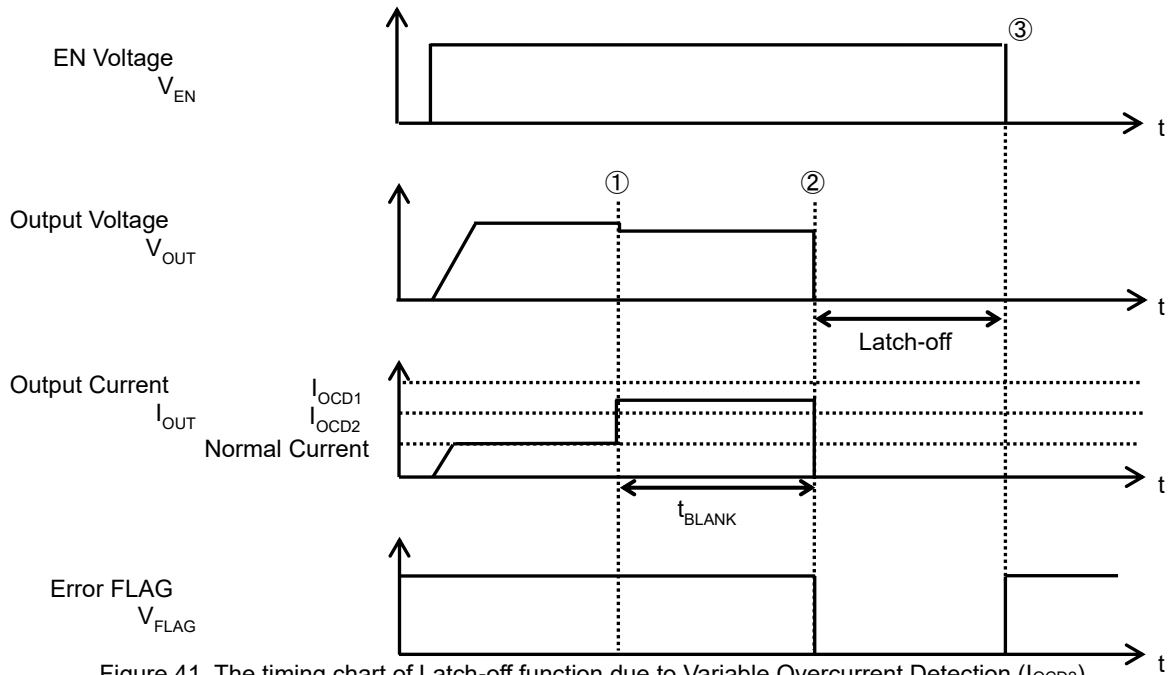 ③
EN Voltage
V_EN
t
①
②
Output Voltage
V_OUT
t
Latch-off
Output Current
I_OUT
I_OCD1
I_OCD2
Normal Current
t
t_BLANK
Error FLAG
V_FLAG
t
Figure 41. The timing chart of Latch-off function due to Variable Overcurrent Detection (I_OCD2)